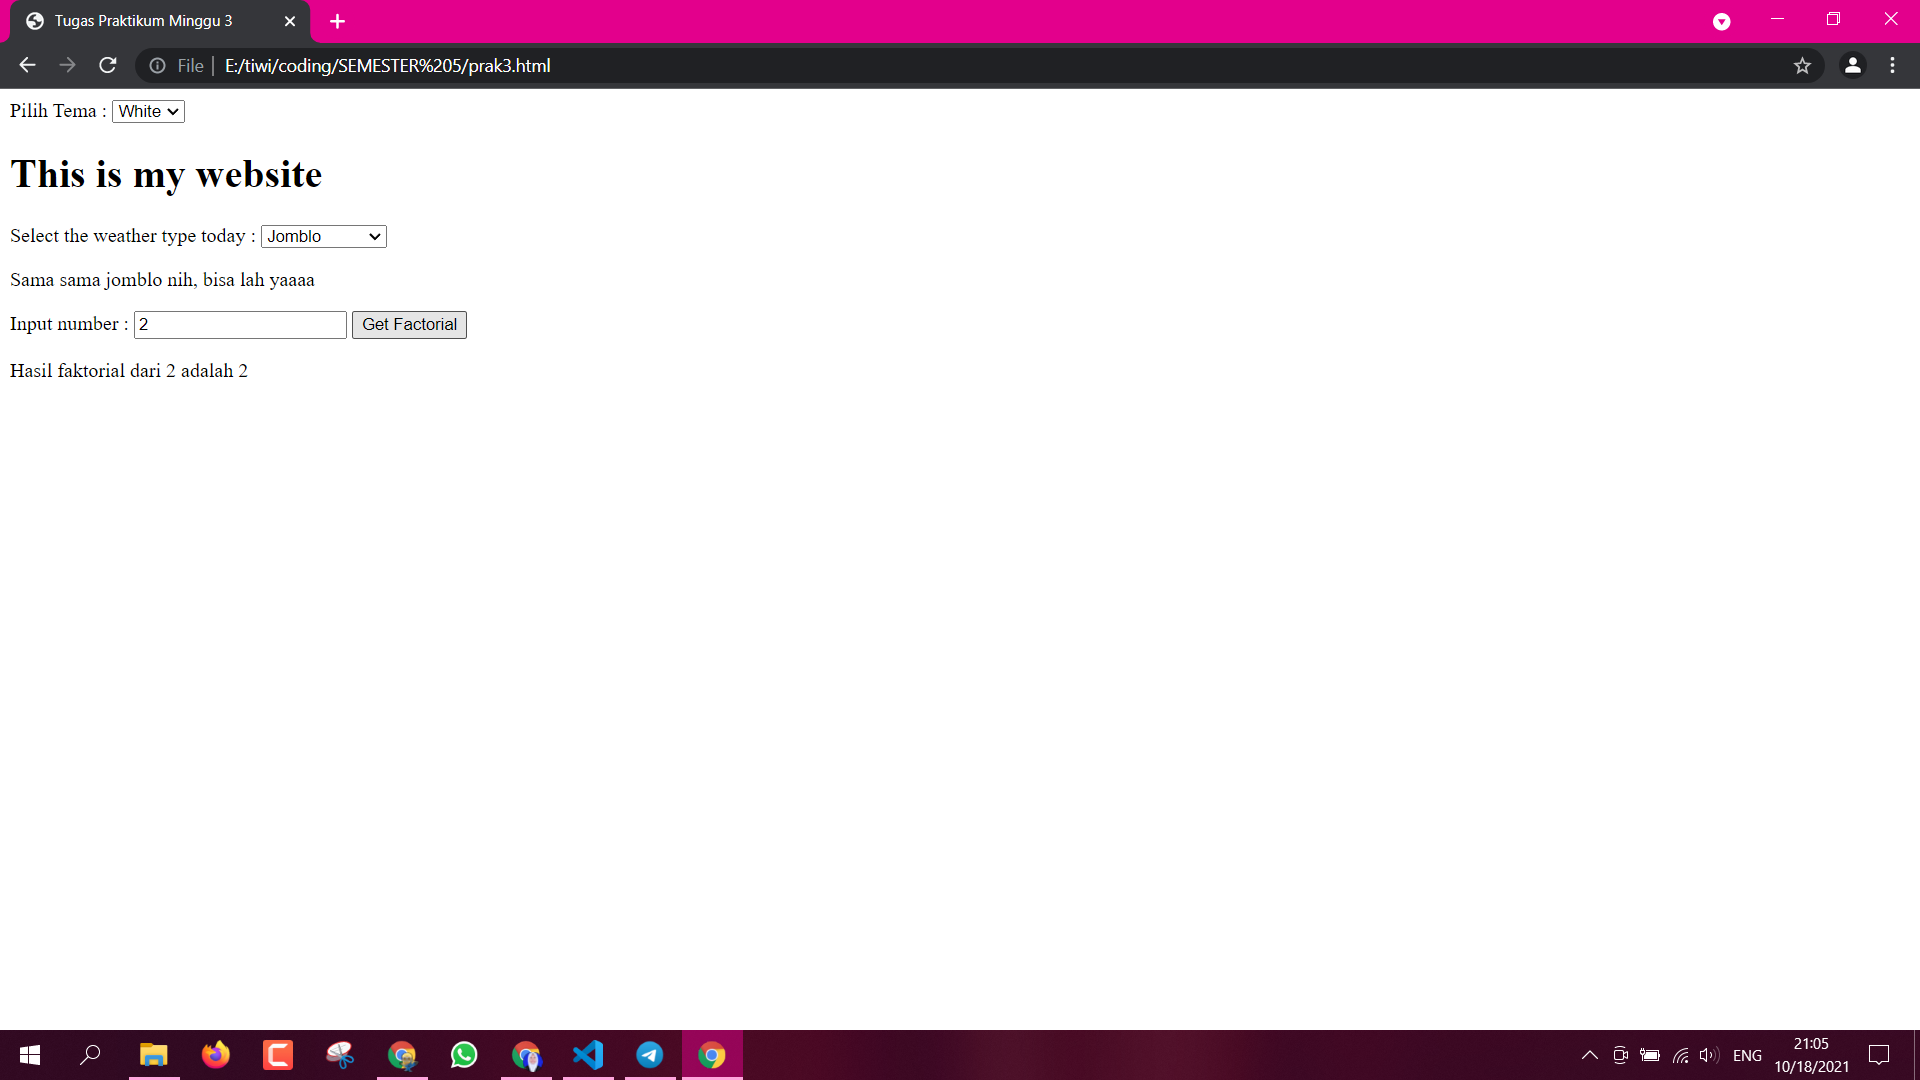 Tugas Praktikum Minggu 3
File | E:/tiwi/coding/SEMESTER%205/prak3.html
Pilih Tema : White
This is my website
Select the weather type today : Jomblo
Sama sama jomblo nih, bisa lah yaaaa
Input number : 2 Get Factorial
Hasil faktorial dari 2 adalah 2
ENG
21:05
10/18/2021